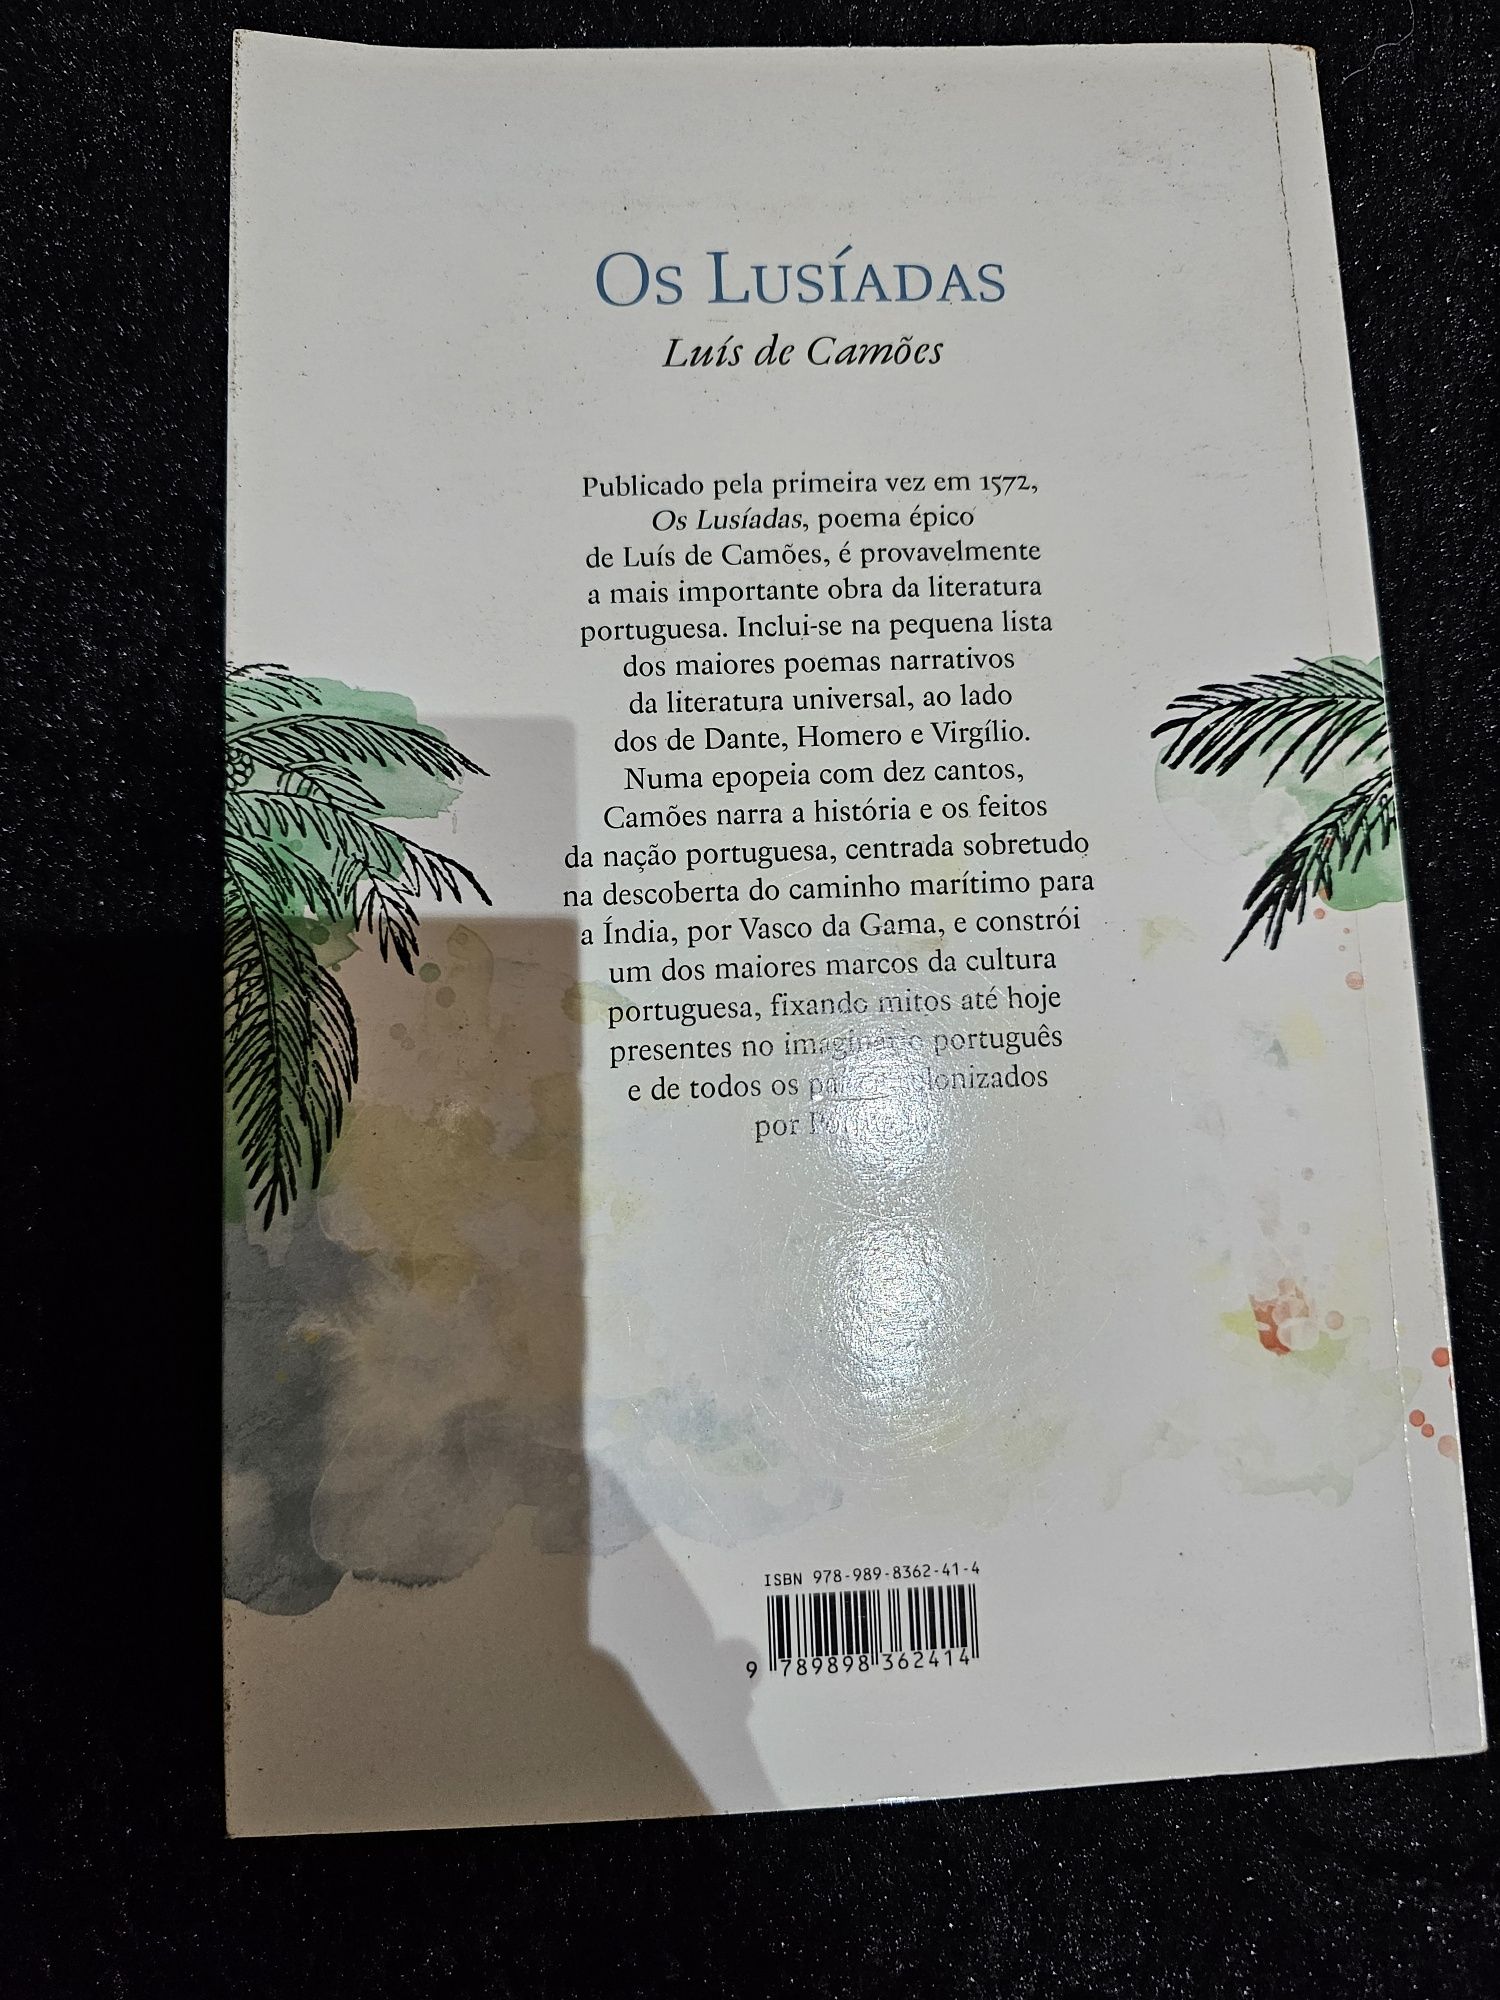 Os Lusíadas
Luís de Camões
Publicado pela primeira vez em 1572,
Os Lusíadas, poema épico
de Luís de Camões, é provavelmente
a mais importante obra da literatura
portuguesa. Inclui-se na pequena lista
dos maiores poemas narrativos
da literatura universal, ao lado
dos de Dante, Homero e Virgílio.
Numa epopeia com dez cantos,
Camões narra a história e os feitos
da nação portuguesa, centrada sobretudo
na descoberta do caminho marítimo para
a Índia, por Vasco da Gama, e constrói
um dos maiores marcos da cultura
portuguesa, fixando mitos até hoje
presentes no imaginário português
e de todos os países colonizados
por
ISBN 978-989-8362-41-4
9 789898 362414